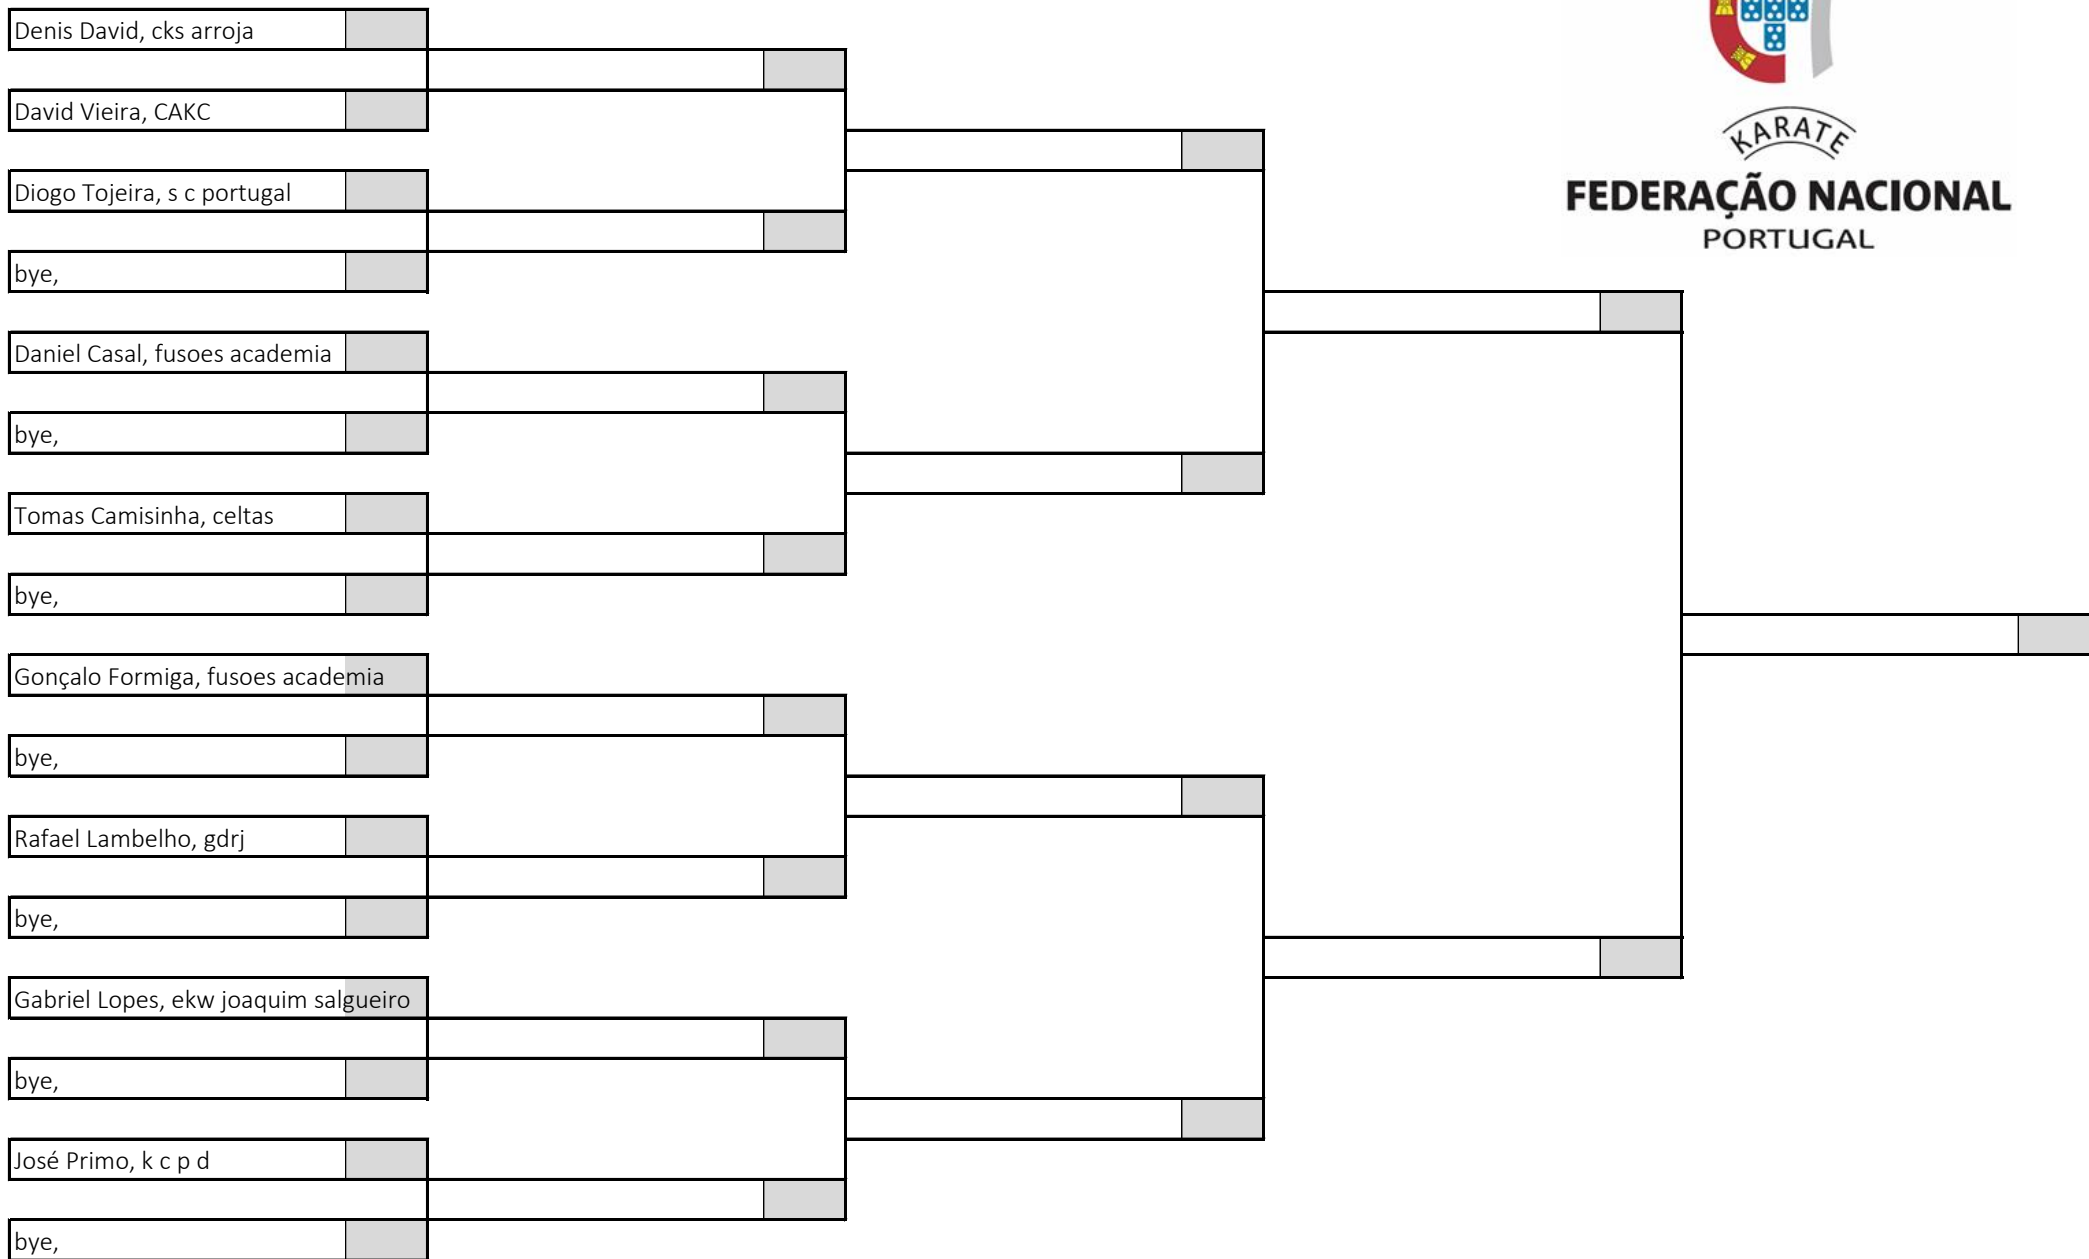 Denis David, cks arroja
David Vieira, CAKC
Diogo Tojeira, s c portugal
bye,
Daniel Casal, fusoes academia
bye,
Tomas Camisinha, celtas
bye,
Gonçalo Formiga, fusoes academia
bye,
Rafael Lambelho, gdrj
bye,
Gabriel Lopes, ekw joaquim salgueiro
bye,
José Primo, k c p d
bye,
KARATE
FEDERAÇÃO NACIONAL
PORTUGAL